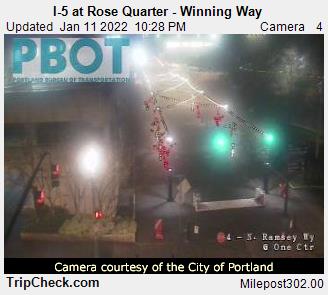 I-5 at Rose Quarter - Winning Way
Updated Jan 11 2022 10:28 PM Camera 4
PBOT
PORTLAND BUREAU OF TRANSPORTATION
4 - N. Ramsey Wy
@ One Ctr
Camera courtesy of the City of Portland
TripCheck.com Milepost302.00